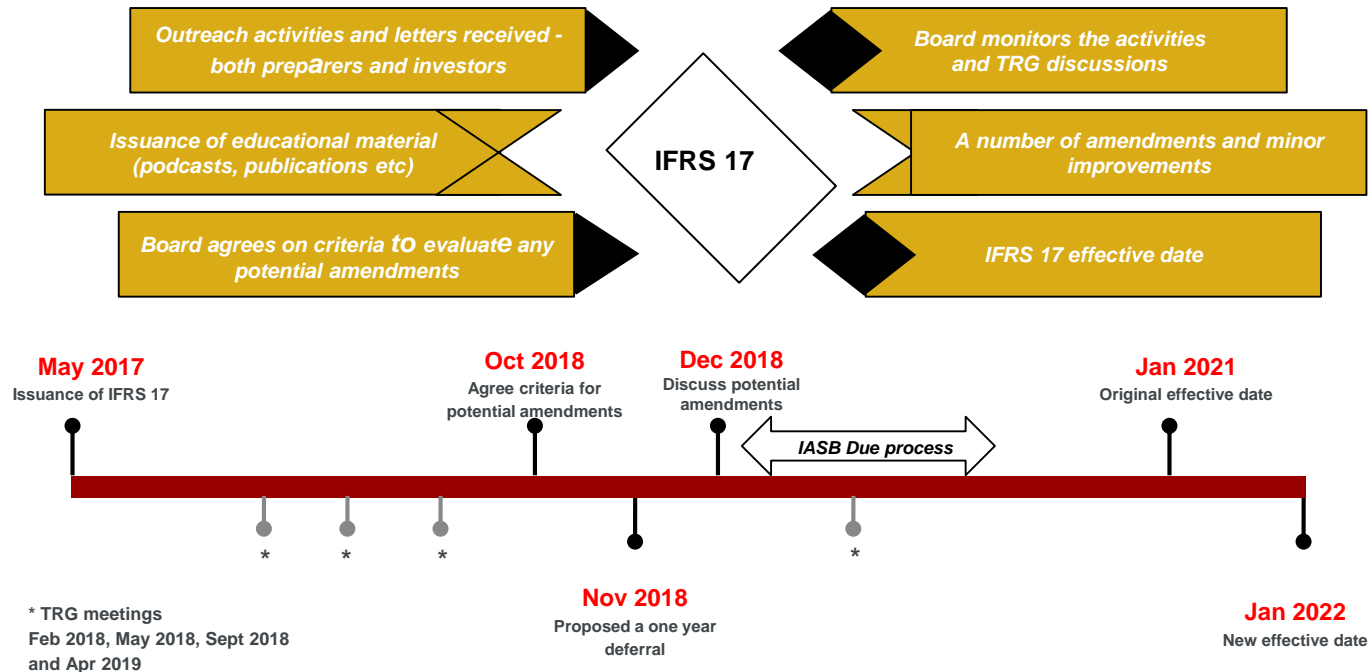 Outreach activities and letters received -
both preparers and investors
Board monitors the activities
and TRG discussions
Issuance of educational material
(podcasts, publications etc)
IFRS 17
A number of amendments and minor
improvements
Board agrees on criteria to evaluate any
potential amendments
IFRS 17 effective date
May 2017
Issuance of IFRS 17
Oct 2018
Agree criteria for
potential amendments
Dec 2018
Discuss potential
amendments
Jan 2021
Original effective date
IASB Due process
*
*
*
*
Nov 2018
Proposed a one year
deferral
Jan 2022
New effective date
* TRG meetings
Feb 2018, May 2018, Sept 2018
and Apr 2019